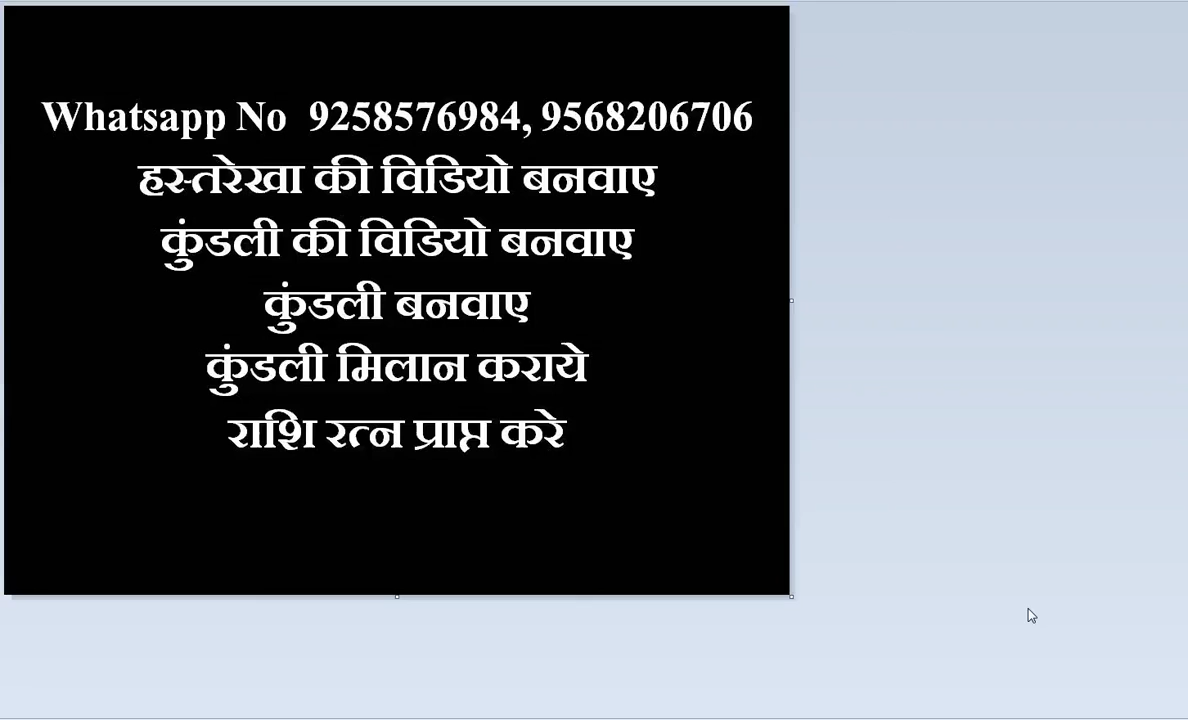 Whatsapp No  9258576984, 9568206706
हस्तरेखा की विडियो बनवाए
कुंडली की विडियो बनवाए
कुंडली बनवाए
कुंडली मिलान कराये
राशि रत्न प्राप्त करे